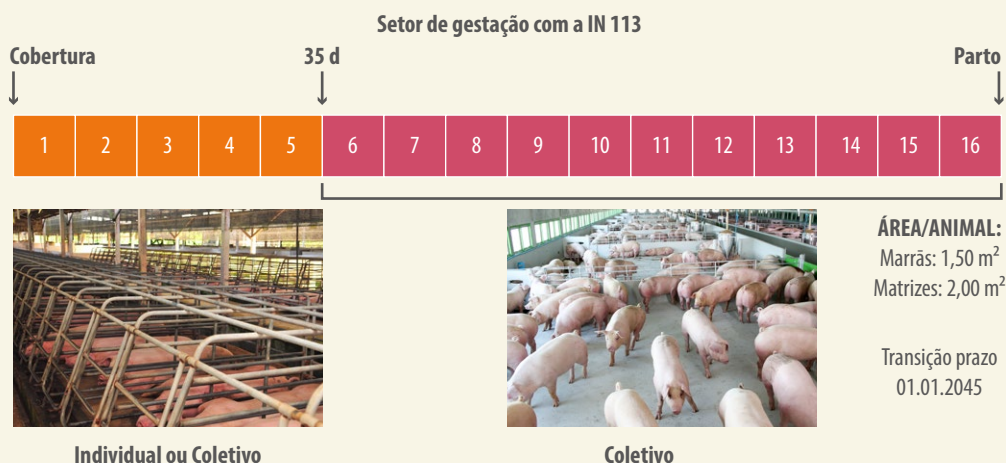 Setor de gestação com a IN 113
Cobertura 35 d Parto
1 2 3 4 5 6 7 8 9 10 11 12 13 14 15 16
ÁREA/ANIMAL:
Marrãs: 1,50 m²
Matrizes: 2,00 m²
Transição prazo
01.01.2045
Individual ou Coletivo
Coletivo